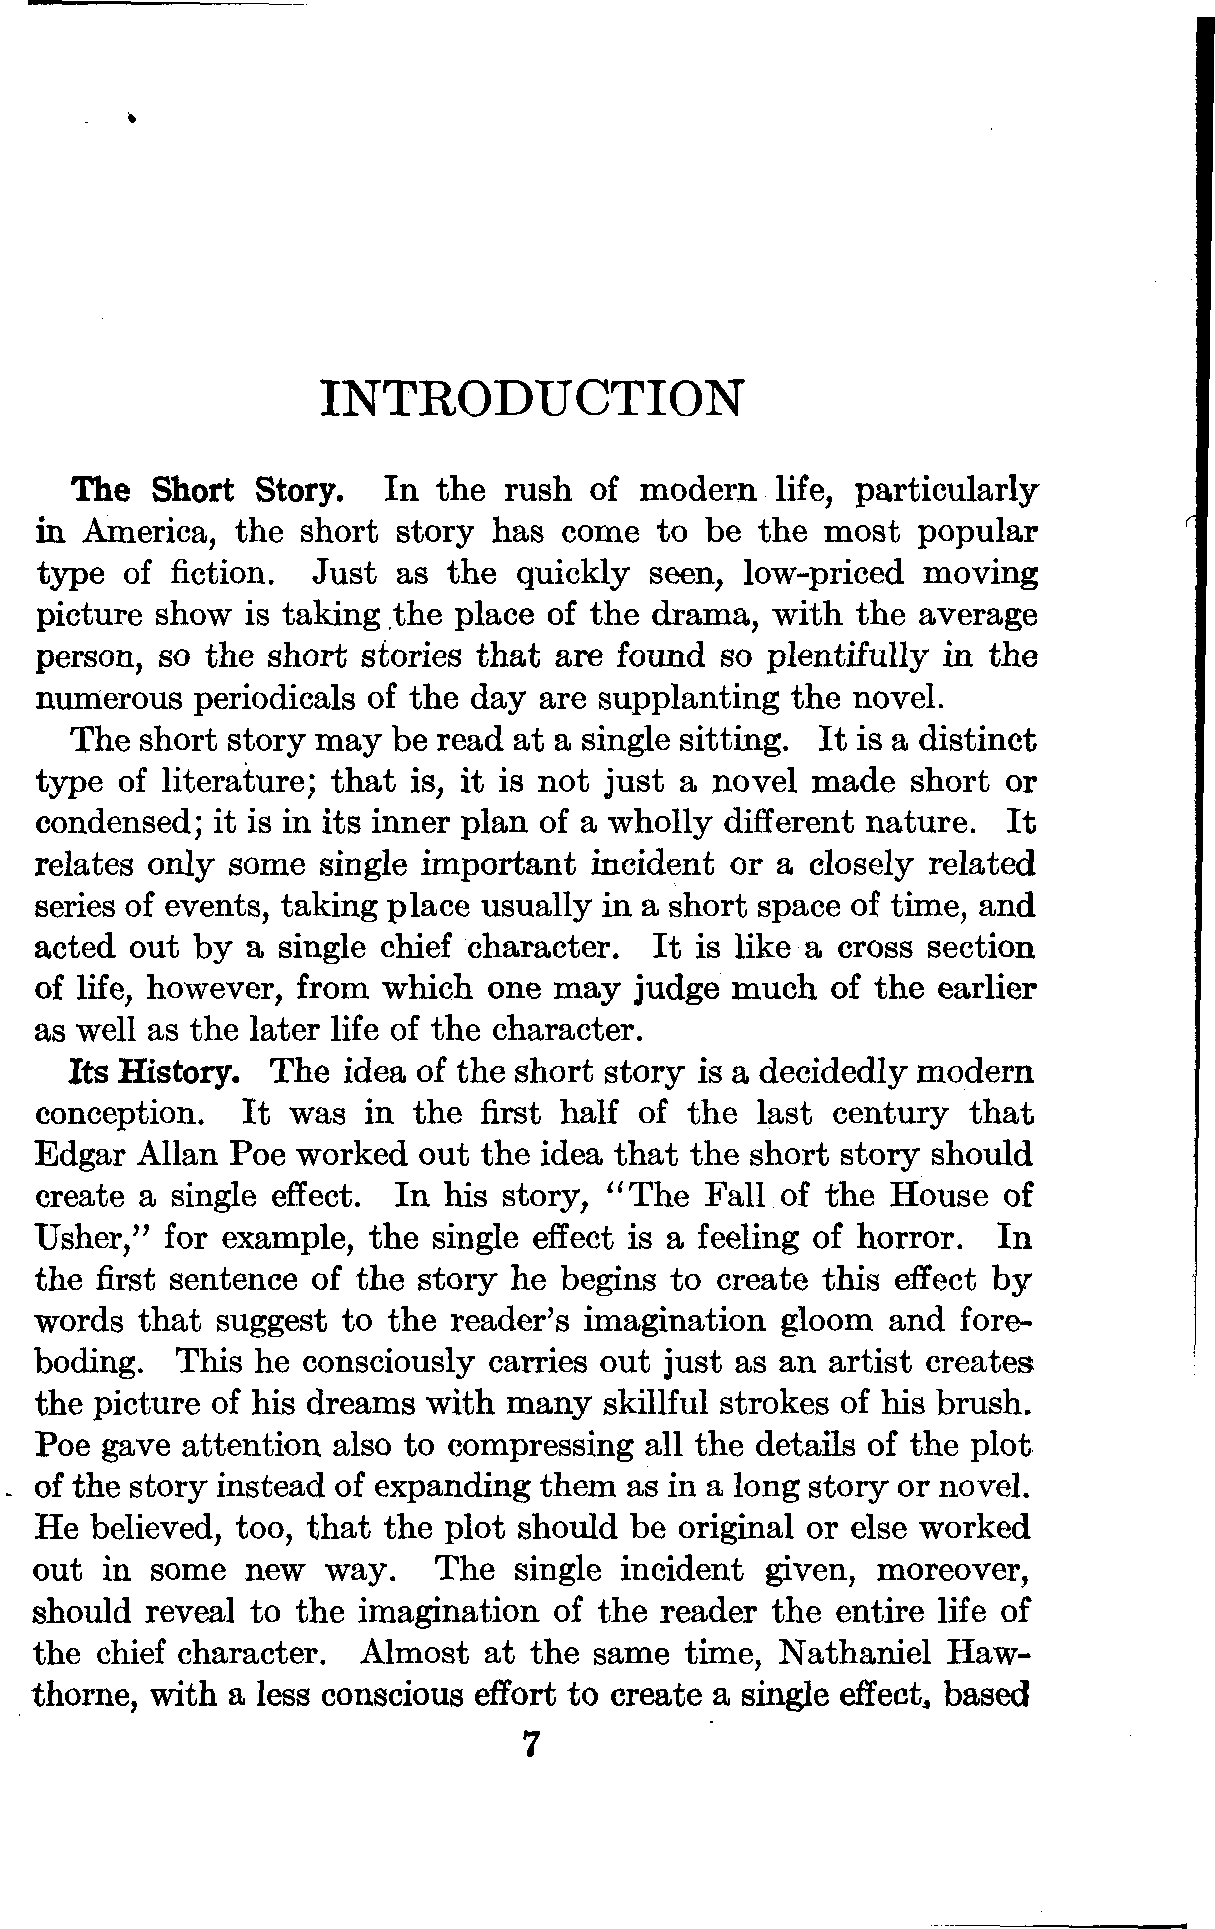 INTRODUCTION
The Short Story. In the rush of modern life, particularly
in America, the short story has come to be the most popular
type of fiction. Just as the quickly seen, low-priced moving
picture show is taking the place of the drama, with the average
person, so the short stories that are found so plentifully in the
numerous periodicals of the day are supplanting the novel.
The short story may be read at a single sitting. It is a distinct
type of literature; that is, it is not just a novel made short or
condensed; it is in its inner plan of a wholly different nature. It
relates only some single important incident or a closely related
series of events, taking place usually in a short space of time, and
acted out by a single chief character. It is like a cross section
of life, however, from which one may judge much of the earlier
as well as the later life of the character.
Its History. The idea of the short story is a decidedly modern
conception. It was in the first half of the last century that
Edgar Allan Poe worked out the idea that the short story should
create a single effect. In his story, "The Fall of the House of
Usher," for example, the single effect is a feeling of horror. In
the first sentence of the story he begins to create this effect by
words that suggest to the reader's imagination gloom and fore-
boding. This he consciously carries out just as an artist creates
the picture of his dreams with many skillful strokes of his brush.
Poe gave attention also to compressing all the details of the plot
of the story instead of expanding them as in a long story or novel.
He believed, too, that the plot should be original or else worked
out in some new way. The single incident given, moreover,
should reveal to the imagination of the reader the entire life of
the chief character. Almost at the same time, Nathaniel Haw-
thorne, with a less conscious effort to create a single effect, based
7